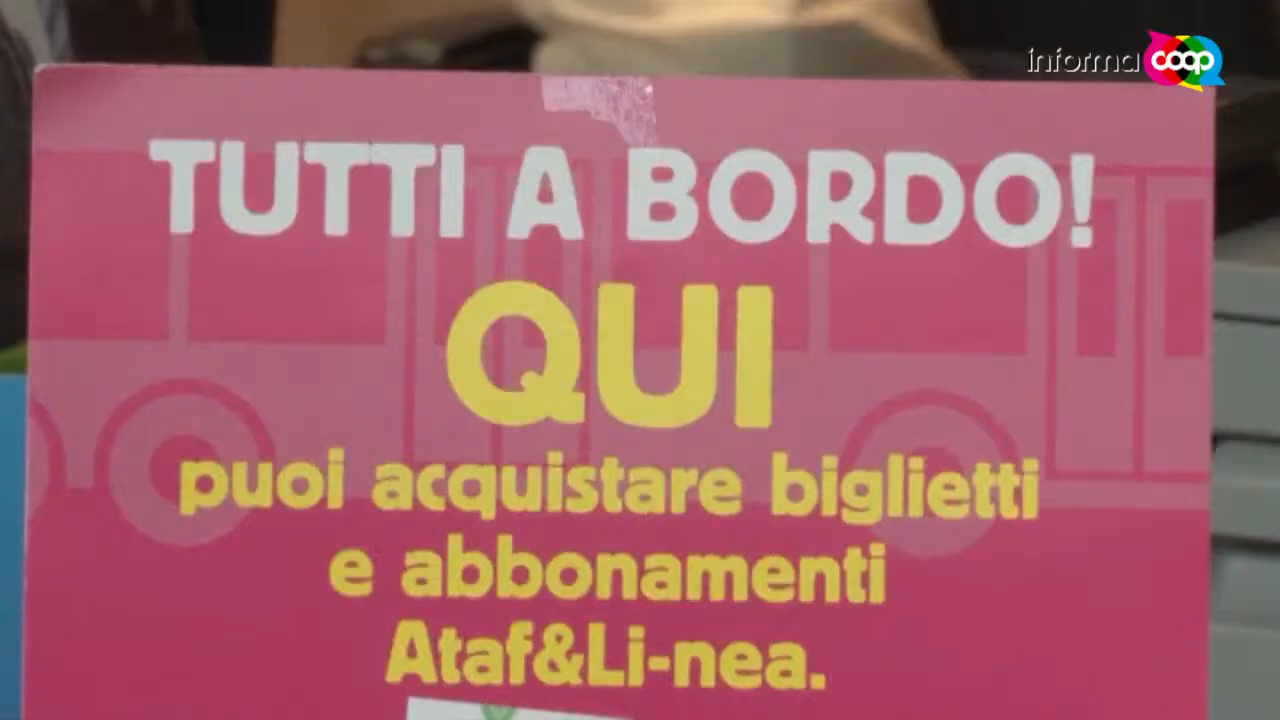 informa coop
TUTTI A BORDO!
QUI
puoi acquistare biglietti
e abbonamenti
Ataf&Li-nea.